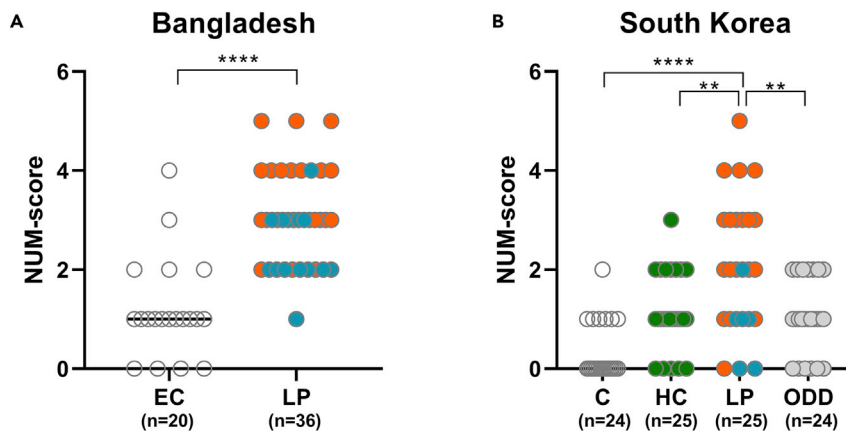 A
Bangladesh
****
NUM-score
6
4
2
0
EC
(n=20)
LP
(n=36)
B
South Korea
****
**
**
NUM-score
6
4
2
0
C
(n=24)
HC
(n=25)
LP
(n=25)
ODD
(n=24)